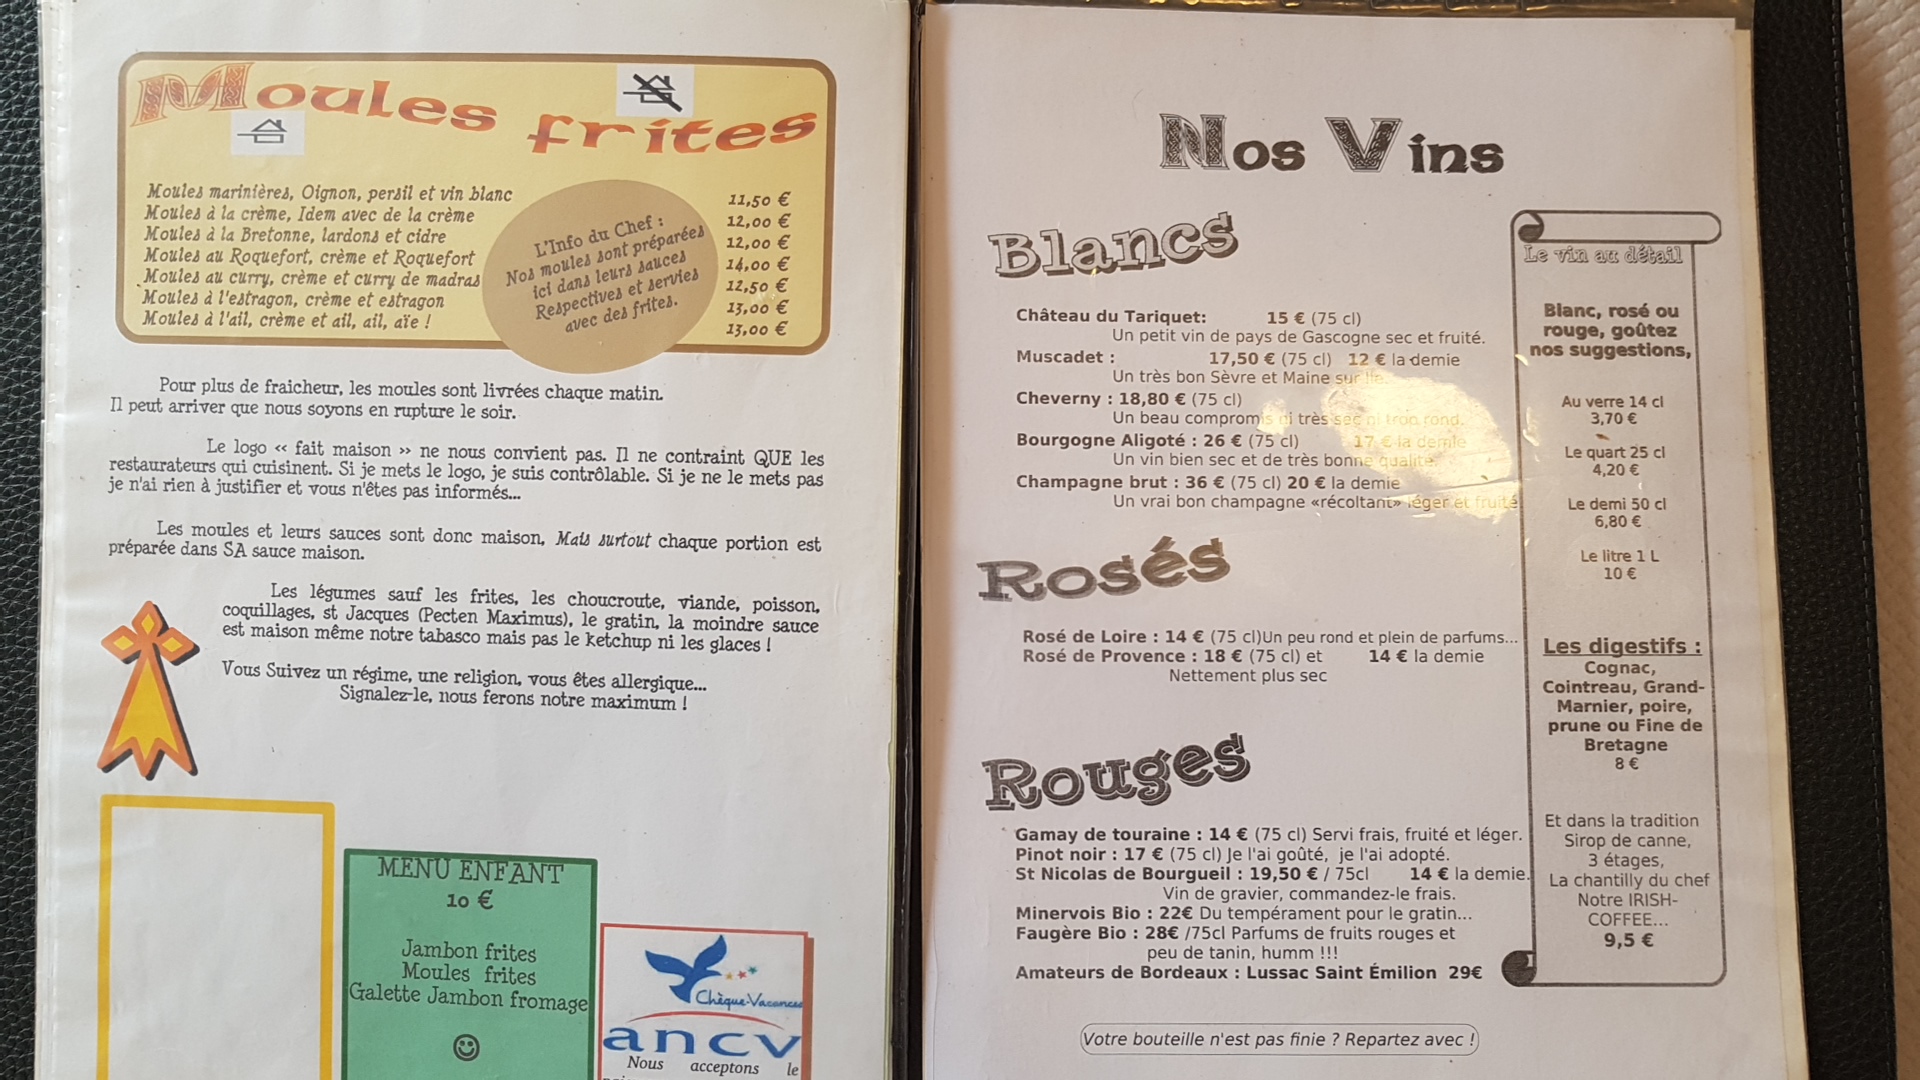 Moules frites
Moules marinières, Oignon, persil et vin blanc 11,50 €
Moules à la crème, Idem avec de la crème 12,00 €
Moules à la Bretonne, lardons et cidre 12,00 €
Moules au Roquefort, crème et Roquefort 14,00 €
Moules au curry, crème et curry de madras 12,50 €
Moules à l'estragon, crème et estragon 13,00 €
Moules à l'ail, crème et ail, ail, aïe ! 13,00 €
L'Info du Chef :
Nos moules sont préparées
ici dans leurs sauces
Respectives et servies
avec des frites.
Pour plus de fraicheur, les moules sont livrées chaque matin.
Il peut arriver que nous soyons en rupture le soir.
Le logo « fait maison » ne nous convient pas. Il ne contraint QUE les
restaurateurs qui cuisinent. Si je mets le logo, je suis contrôlable. Si je ne le mets pas
je n'ai rien à justifier et vous n'êtes pas informés...
Les moules et leurs sauces sont donc maison, Mais surtout chaque portion est
préparée dans SA sauce maison.
Les légumes sauf les frites, les choucroute, viande, poisson,
coquillages, st Jacques (Pecten Maximus), le gratin, la moindre sauce
est maison même notre tabasco mais pas le ketchup ni les glaces !
Vous Suivez un régime, une religion, vous êtes allergique...
Signalez-le, nous ferons notre maximum !
MENU ENFANT
10 €
Jambon frites
Moules frites
Galette Jambon fromage
Chèque-Vacances
ancv
Nous acceptons le
Nos Vins
Blancs
Château du Tariquet: 15 € (75 cl)
Un petit vin de pays de Gascogne sec et fruité.
Muscadet : 17,50 € (75 cl) 12 € la demie
Un très bon Sèvre et Maine sur lie.
Cheverny : 18,80 € (75 cl)
Un beau compromis ni très sec ni trop rond.
Bourgogne Aligoté : 26 € (75 cl) 17 € la demie
Un vin bien sec et de très bonne qualité.
Champagne brut : 36 € (75 cl) 20 € la demie
Un vrai bon champagne «récoltant» léger et fruité
Rosés
Rosé de Loire : 14 € (75 cl)Un peu rond et plein de parfums...
Rosé de Provence : 18 € (75 cl) et 14 € la demie
Nettement plus sec
Rouges
Gamay de touraine : 14 € (75 cl) Servi frais, fruité et léger.
Pinot noir : 17 € (75 cl) Je l'ai goûté, je l'ai adopté.
St Nicolas de Bourgueil : 19,50 € / 75cl 14 € la demie.
Vin de gravier, commandez-le frais.
Minervois Bio : 22€ Du tempérament pour le gratin...
Faugère Bio : 28€ /75cl Parfums de fruits rouges et
peu de tanin, humm !!!
Amateurs de Bordeaux : Lussac Saint Émilion 29€
Votre bouteille n'est pas finie ? Repartez avec !
Le vin au détail
Blanc, rosé ou
rouge, goûtez
nos suggestions,
Au verre 14 cl
3,70 €
Le quart 25 cl
4,20 €
Le demi 50 cl
6,80 €
Le litre 1 L
10 €
Les digestifs :
Cognac,
Cointreau, Grand-
Marnier, poire,
prune ou Fine de
Bretagne
8 €
Et dans la tradition
Sirop de canne,
3 étages,
La chantilly du chef
Notre IRISH-
COFFEE...
9,5 €